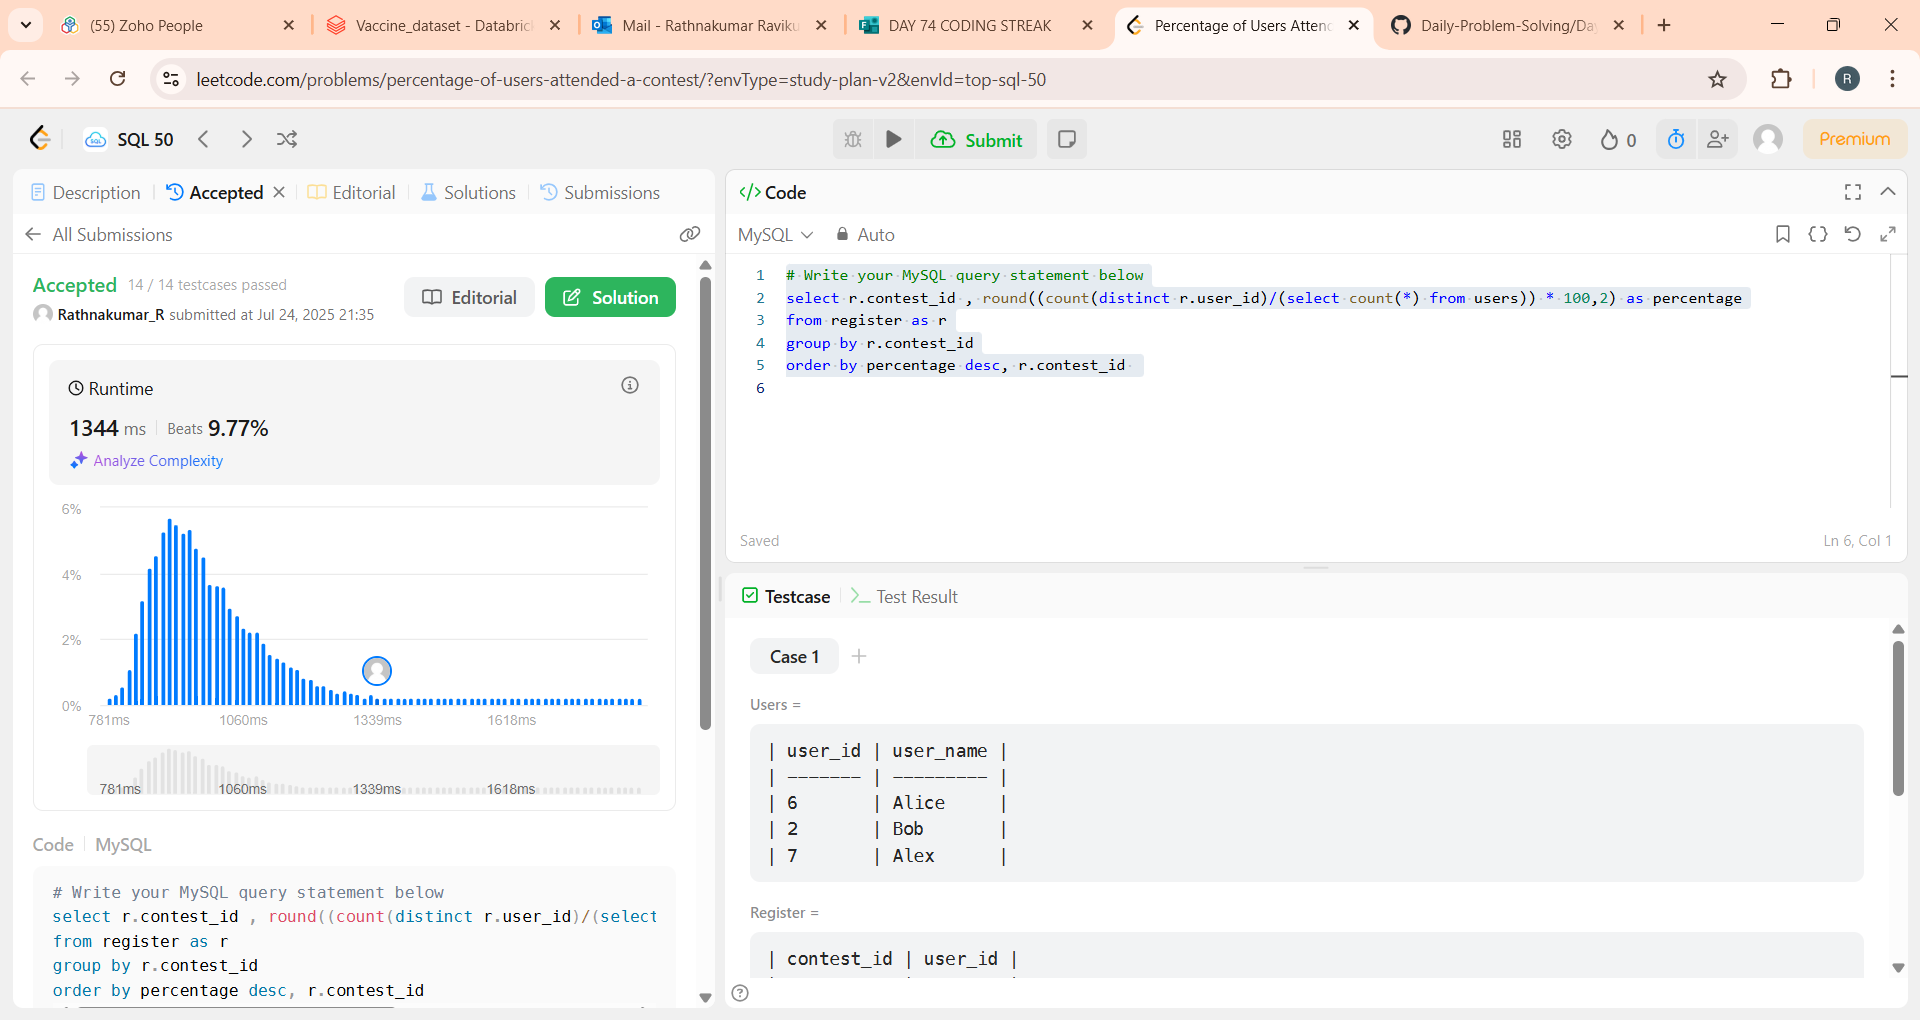 (55) Zoho People
Vaccine_dataset - Databric
Mail - Rathnakumar Raviku
DAY 74 CODING STREAK
Percentage of Users Atten
Daily-Problem-Solving/Da
leetcode.com/problems/percentage-of-users-attended-a-contest/?envType=study-plan-v2&envId=top-sql-50
R
SQL 50
Submit
0
Premium
Description
Accepted
Editorial
Solutions
Submissions
All Submissions
Accepted 14 / 14 testcases passed
Rathnakumar_R submitted at Jul 24, 2025 21:35
Editorial
Solution
Runtime
1344 ms
Beats 9.77%
Analyze Complexity
6%
4%
2%
0%
781ms 1060ms 1339ms 1618ms
781ms 1060ms 1339ms 1618ms
Code
MySQL
# Write your MySQL query statement below
select r.contest_id , round((count(distinct r.user_id)/(select
from register as r
group by r.contest_id
order by percentage desc, r.contest_id
</> Code
MySQL
Auto
1 # Write your MySQL query statement below
2 select r.contest_id , round((count(distinct r.user_id)/(select count(*) from users)) * 100,2) as percentage
3 from register as r
4 group by r.contest_id
5 order by percentage desc, r.contest_id
6
Saved
Ln 6, Col 1
Testcase
Test Result
Case 1
Users =
| user_id | user_name |
| ------- | --------- |
| 6 | Alice |
| 2 | Bob |
| 7 | Alex |
Register =
| contest_id | user_id |